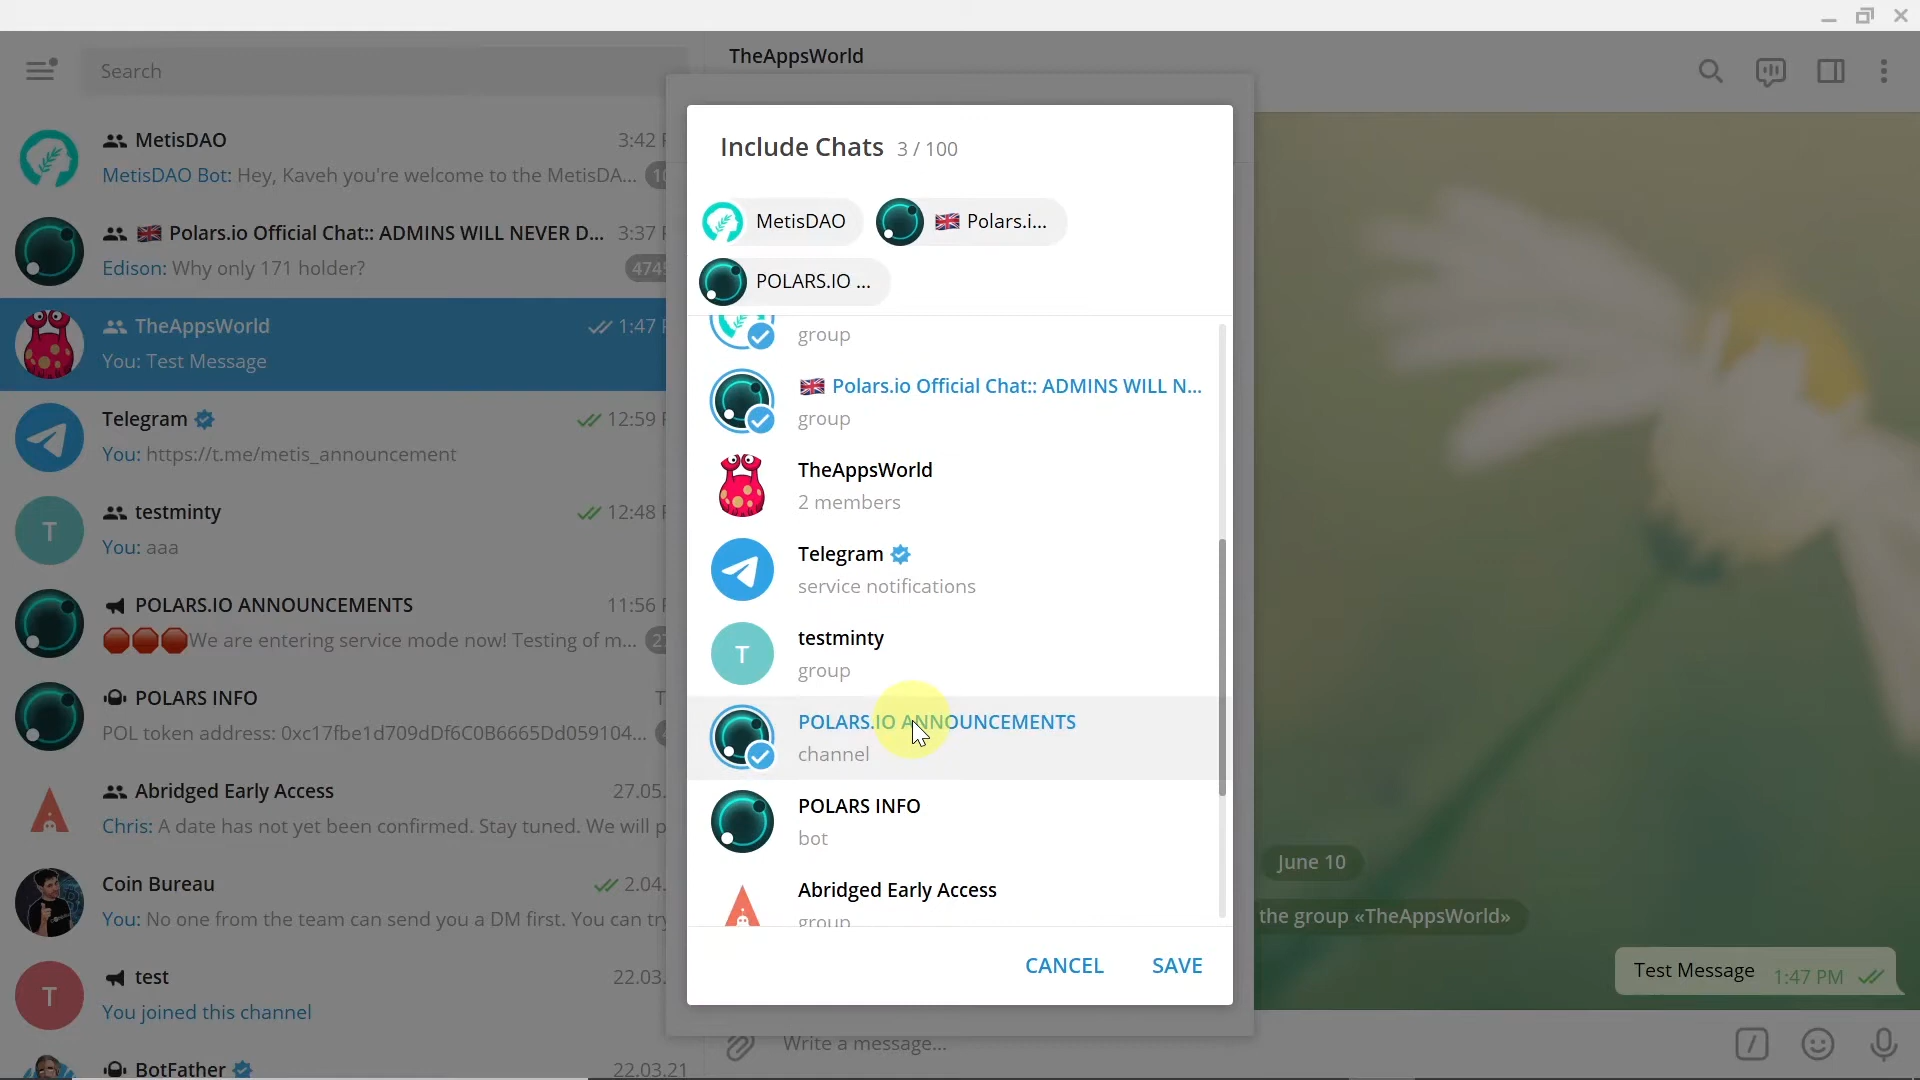 Search
TheAppsWorld
MetisDAO 3:42
MetisDAO Bot: Hey, Kaveh you're welcome to the MetisDA...
🇬🇧 Polars.io Official Chat:: ADMINS WILL NEVER D... 3:37
Edison: Why only 171 holder?
TheAppsWorld 1:47
You: Test Message
Telegram 12:59
You: https://t.me/metis_announcement
T
testminty 12:48
You: aaa
POLARS.IO ANNOUNCEMENTS 11:56
🛑🛑🛑We are entering service mode now! Testing of m...
POLARS INFO
POL token address: 0xc17fbe1d709dDf6C0B6665Dd059104...
Abridged Early Access 27.05.
Chris: A date has not yet been confirmed. Stay tuned. We will
Coin Bureau 2.04.
You: No one from the team can send you a DM first. You can
T
test 22.03.
You joined this channel
BotFather 22.03.21
Include Chats 3 / 100
MetisDAO
🇬🇧 Polars.i...
POLARS.IO ...
group
🇬🇧 Polars.io Official Chat:: ADMINS WILL N...
group
TheAppsWorld
2 members
Telegram
service notifications
T
testminty
group
POLARS.IO ANNOUNCEMENTS
channel
POLARS INFO
bot
Abridged Early Access
group
CANCEL SAVE
June 10
the group «TheAppsWorld»
Test Message 1:47 PM
Write a message...